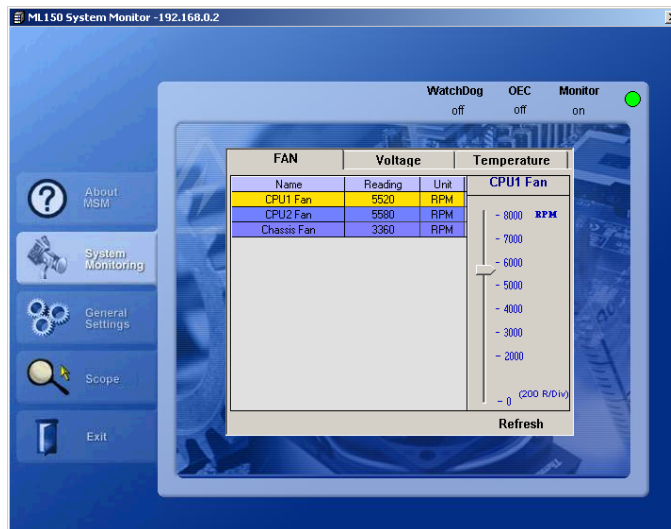 ML150 System Monitor -192.168.0.2
WatchDog OEC Monitor
off off on
FAN Voltage Temperature
Name Reading Unit
CPU1 Fan 5520 RPM
CPU2 Fan 5580 RPM
Chassis Fan 3360 RPM
CPU1 Fan
- 8000 RPM
- 7000
- 6000
- 5000
- 4000
- 3000
- 2000
- 0 (200 R/Div)
Refresh
About
MSM
System
Monitoring
General
Settings
Scope
Exit